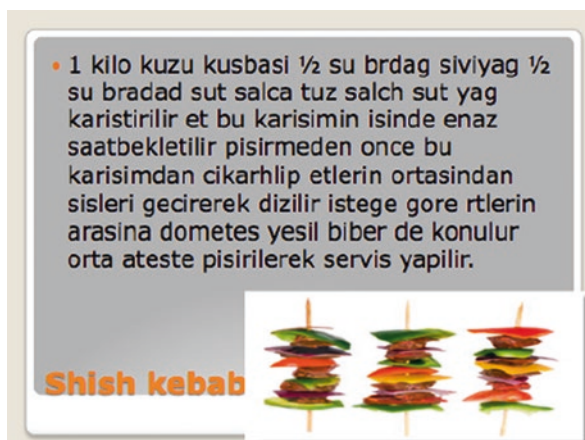 • 1 kilo kuzu kusbasi ½ su brdag siviyag ½
su bradad sut salca tuz salch sut yag
karistirilir et bu karisimin isinde enaz
saatbekletilir pisirmeden once bu
karisimdan cikarhlip etlerin ortasindan
sisleri gecirerek dizilir istege gore rtlerin
arasina dometes yesil biber de konulur
orta ateste pisirilerek servis yapilir.
Shish kebab